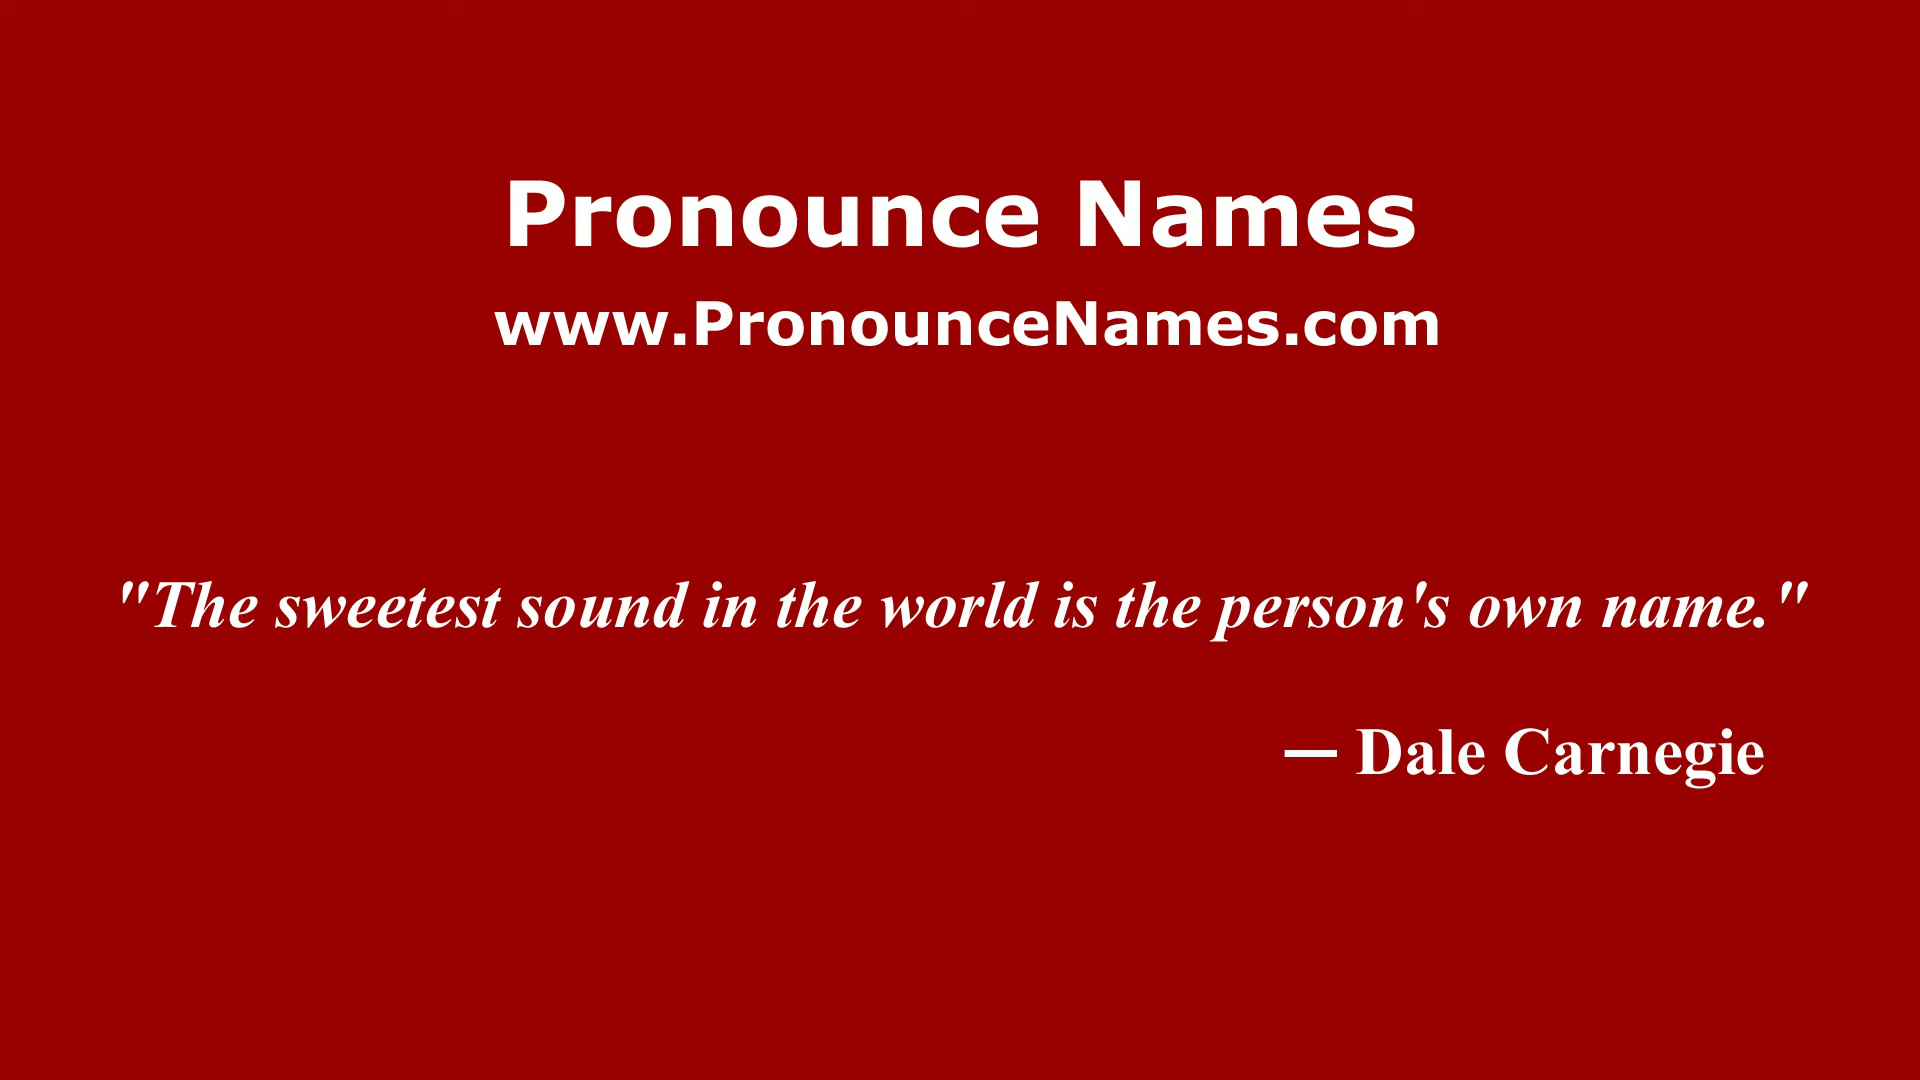 Pronounce Names
www.PronounceNames.com
"The sweetest sound in the world is the person's own name."
— Dale Carnegie